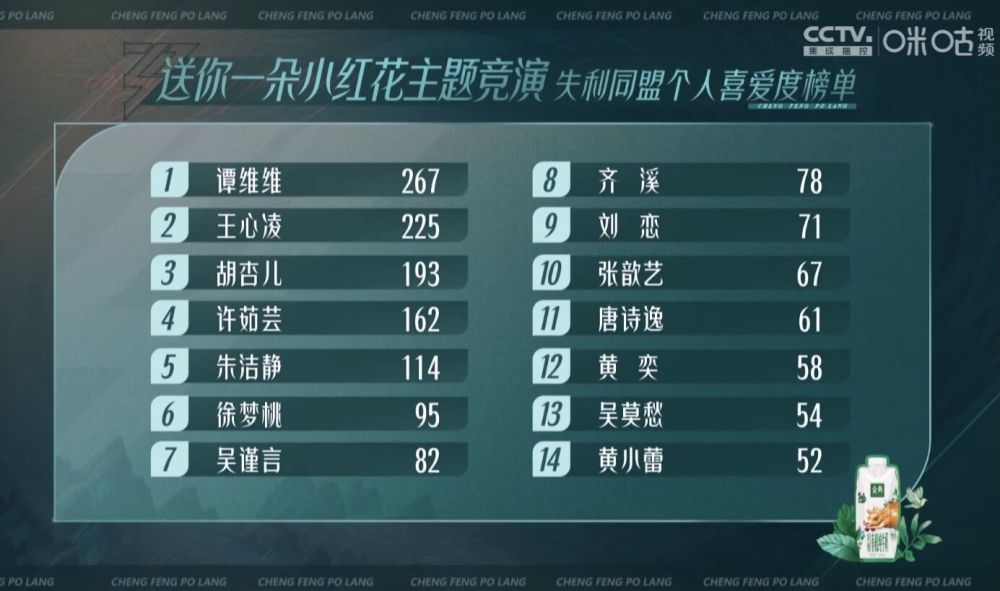 CHENG FENG PO LANG CHENG FENG PO LANG CHENG FENG PO LANG CHENG FENG PO LANG CHENG FENG PO LANG CHENG FENG PO LANG
CCTV.
集成播控
咪咕视频
送你一朵小红花主题竞演 失利同盟个人喜爱度榜单
CHENG FENG PO LANG
1 谭维维 267
2 王心凌 225
3 胡杏儿 193
4 许茹芸 162
5 朱洁静 114
6 徐梦桃 95
7 吴谨言 82
8 齐溪 78
9 刘恋 71
10 张歆艺 67
11 唐诗逸 61
12 黄奕 58
13 吴莫愁 54
14 黄小蕾 52
金典
G PO LANG CHENG FENG PO LANG CHENG FENG PO LANG CHENG FENG PO LANG CHENG FENG PO LANG CHENG FENG PO LANG CHENG FENG PO LANG